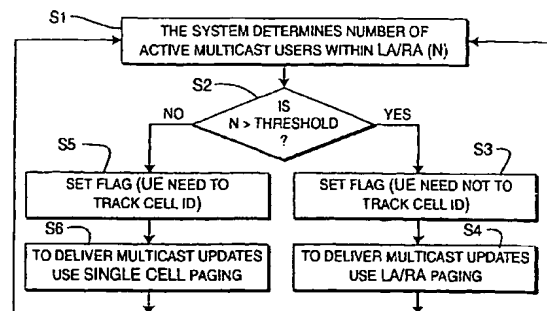 S1
THE SYSTEM DETERMINES NUMBER OF
ACTIVE MULTICAST USERS WITHIN LA/RA (N)
S2
IS
N > THRESHOLD
?
NO
YES
S5
SET FLAG (UE NEED TO
TRACK CELL ID)
S3
SET FLAG (UE NEED NOT TO
TRACK CELL ID)
S6
TO DELIVER MULTICAST UPDATES
USE SINGLE CELL PAGING
S4
TO DELIVER MULTICAST UPDATES
USE LA/RA PAGING